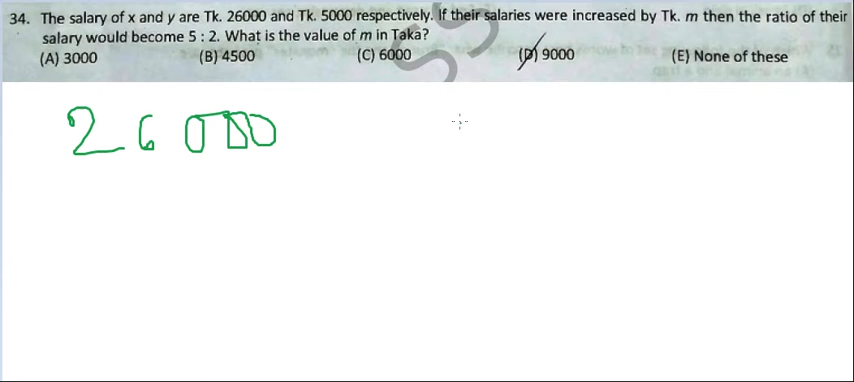 34. The salary of x and y are Tk. 26000 and Tk. 5000 respectively. If their salaries were increased by Tk. m then the ratio of their
salary would become 5 : 2. What is the value of m in Taka?
(A) 3000 (B) 4500 (C) 6000 (D) 9000 (E) None of these
26000